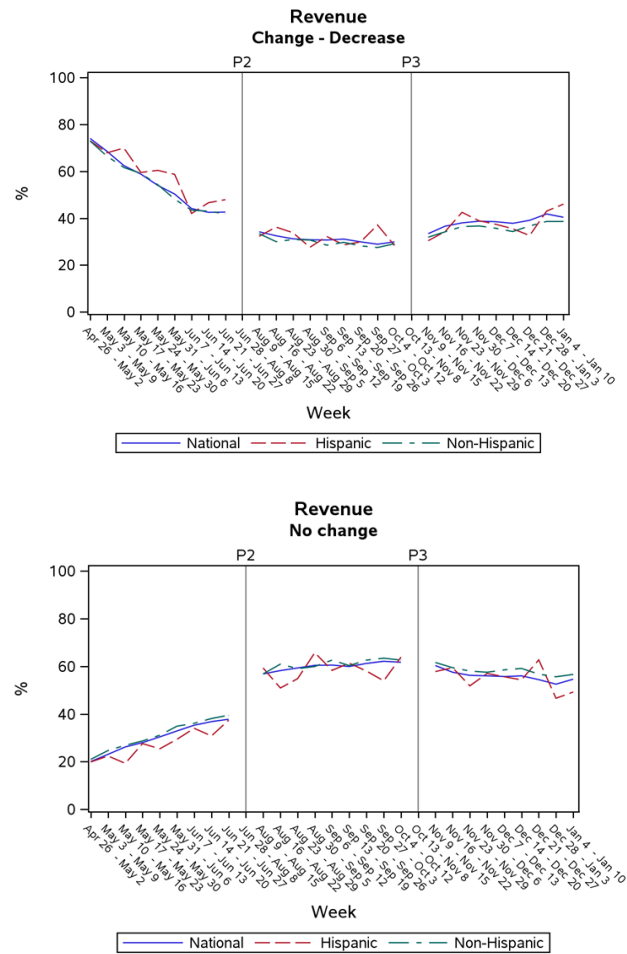 Revenue
Change - Decrease
P2
P3
100
80
60
40
20
0
%
Apr 26 - May 2
May 3 - May 9
May 10 - May 16
May 17 - May 23
May 24 - May 30
May 31 - Jun 6
Jun 7 - Jun 13
Jun 14 - Jun 20
Jun 21 - Jun 27
Jun 28 - Aug 8
Aug 9 - Aug 15
Aug 16 - Aug 22
Aug 23 - Aug 29
Aug 30 - Sep 5
Sep 6 - Sep 12
Sep 13 - Sep 19
Sep 20 - Sep 26
Sep 27 - Oct 3
Oct 4 - Oct 12
Oct 13 - Nov 8
Nov 9 - Nov 15
Nov 16 - Nov 22
Nov 23 - Nov 29
Nov 30 - Dec 6
Dec 7 - Dec 13
Dec 14 - Dec 20
Dec 21 - Dec 27
Dec 28 - Jan 3
Jan 4 - Jan 10
Week
National Hispanic Non-Hispanic
Revenue
No change
P2
P3
100
80
60
40
20
0
%
Apr 26 - May 2
May 3 - May 9
May 10 - May 16
May 17 - May 23
May 24 - May 30
May 31 - Jun 6
Jun 7 - Jun 13
Jun 14 - Jun 20
Jun 21 - Jun 27
Jun 28 - Aug 8
Aug 9 - Aug 15
Aug 16 - Aug 22
Aug 23 - Aug 29
Aug 30 - Sep 5
Sep 6 - Sep 12
Sep 13 - Sep 19
Sep 20 - Sep 26
Sep 27 - Oct 3
Oct 4 - Oct 12
Oct 13 - Nov 8
Nov 9 - Nov 15
Nov 16 - Nov 22
Nov 23 - Nov 29
Nov 30 - Dec 6
Dec 7 - Dec 13
Dec 14 - Dec 20
Dec 21 - Dec 27
Dec 28 - Jan 3
Jan 4 - Jan 10
Week
National Hispanic Non-Hispanic